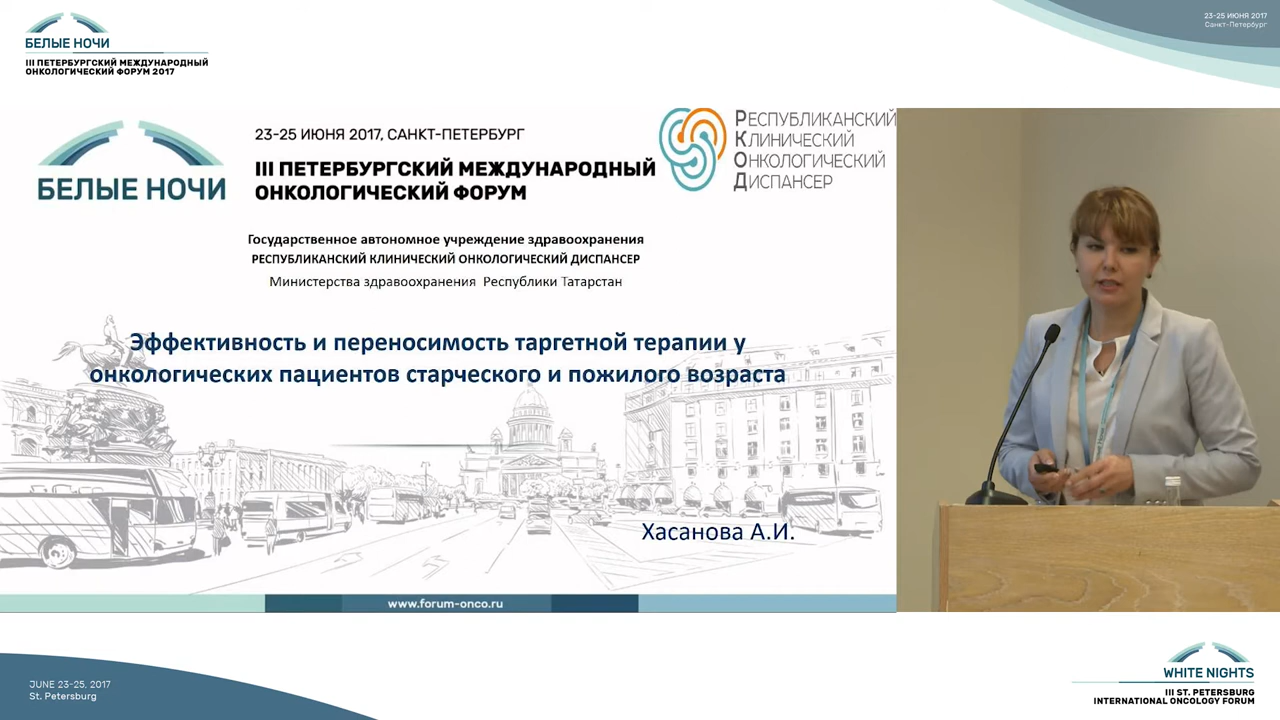 БЕЛЫЕ НОЧИ
III ПЕТЕРБУРГСКИЙ МЕЖДУНАРОДНЫЙ
ОНКОЛОГИЧЕСКИЙ ФОРУМ 2017
23-25 ИЮНЯ 2017
Санкт-Петербург
БЕЛЫЕ НОЧИ
23-25 ИЮНЯ 2017, САНКТ-ПЕТЕРБУРГ
III ПЕТЕРБУРГСКИЙ МЕЖДУНАРОДНЫЙ
ОНКОЛОГИЧЕСКИЙ ФОРУМ
РЕСПУБЛИКАНСКИЙ
КЛИНИЧЕСКИЙ
ОНКОЛОГИЧЕСКИЙ
ДИСПАНСЕР
Государственное автономное учреждение здравоохранения
РЕСПУБЛИКАНСКИЙ КЛИНИЧЕСКИЙ ОНКОЛОГИЧЕСКИЙ ДИСПАНСЕР
Министерства здравоохранения Республики Татарстан
Эффективность и переносимость таргетной терапии у
онкологических пациентов старческого и пожилого возраста
Хасанова А.И.
www.forum-onco.ru
JUNE 23-25, 2017
St. Petersburg
WHITE NIGHTS
III ST. PETERSBURG
INTERNATIONAL ONCOLOGY FORUM